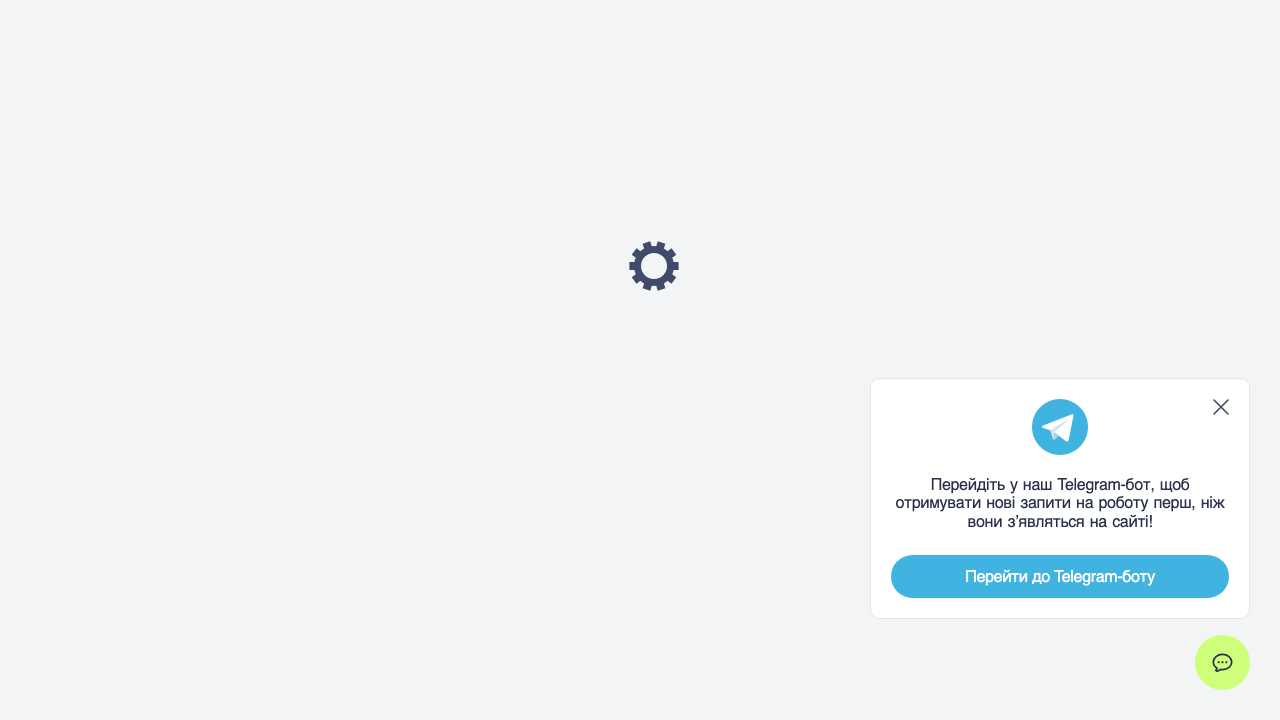 Перейдіть у наш Telegram-бот, щоб
отримувати нові запити на роботу перш, ніж
вони з’являться на сайті!
Перейти до Telegram-боту